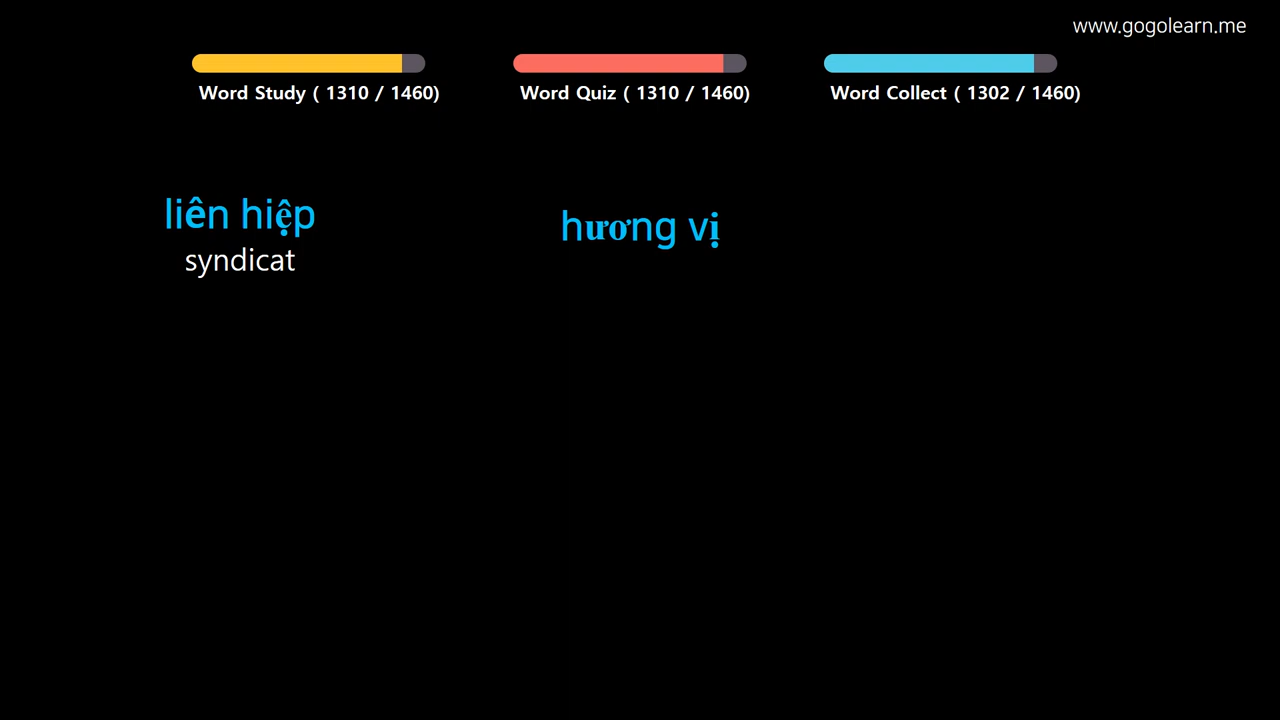 www.gogolearn.me
Word Study ( 1310 / 1460)
Word Quiz ( 1310 / 1460)
Word Collect ( 1302 / 1460)
liên hiệp
syndicat
hương vị